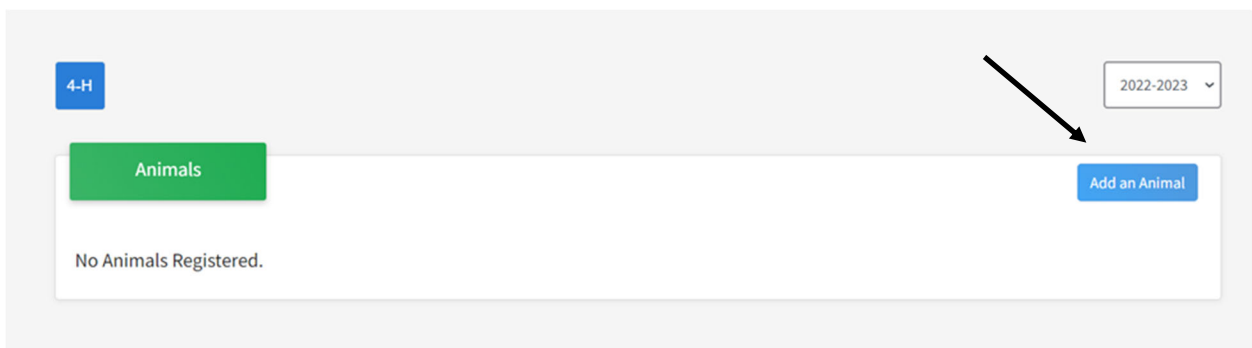 4-H
2022-2023
Animals
Add an Animal
No Animals Registered.